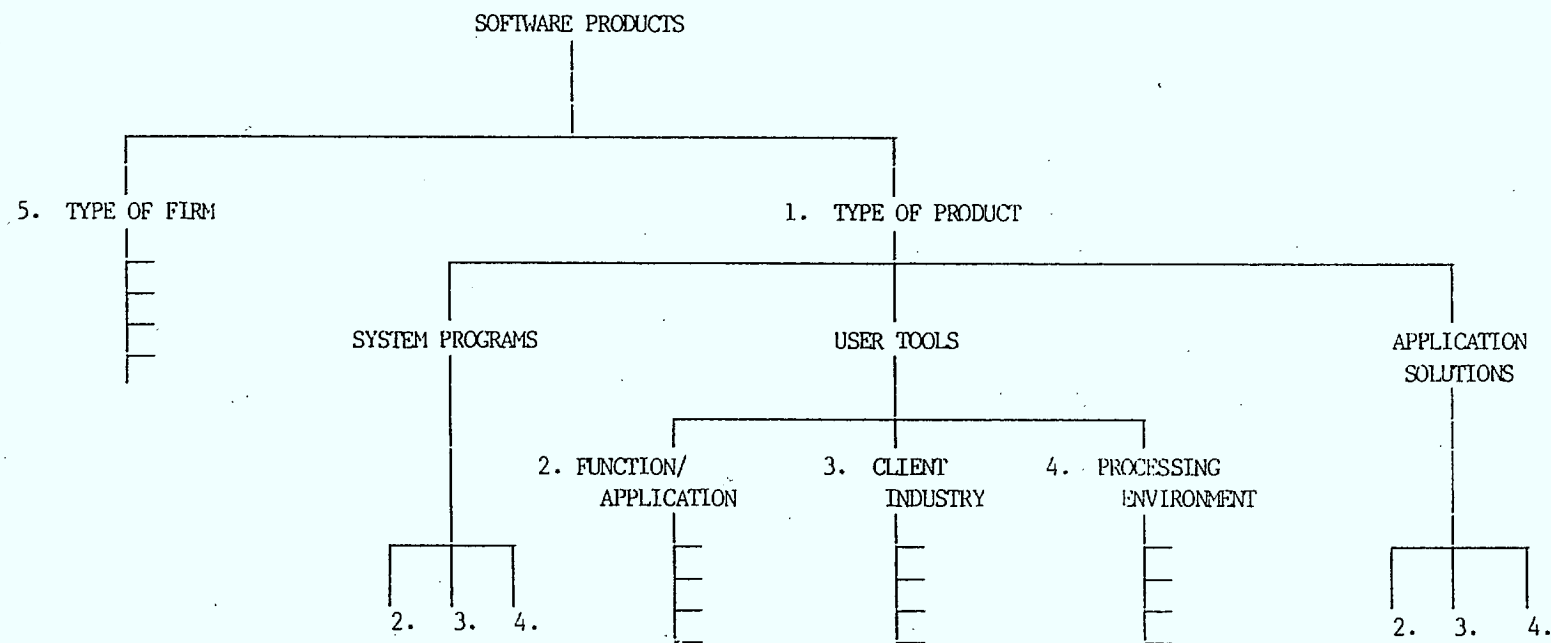 SOFTWARE PRODUCTS
5. TYPE OF FIRM
1. TYPE OF PRODUCT
SYSTEM PROGRAMS
USER TOOLS
APPLICATION
SOLUTIONS
2. FUNCTION/
APPLICATION
3. CLIENT
INDUSTRY
4. PROCESSING
ENVIRONMENT
2. 3. 4.
2. 3. 4.